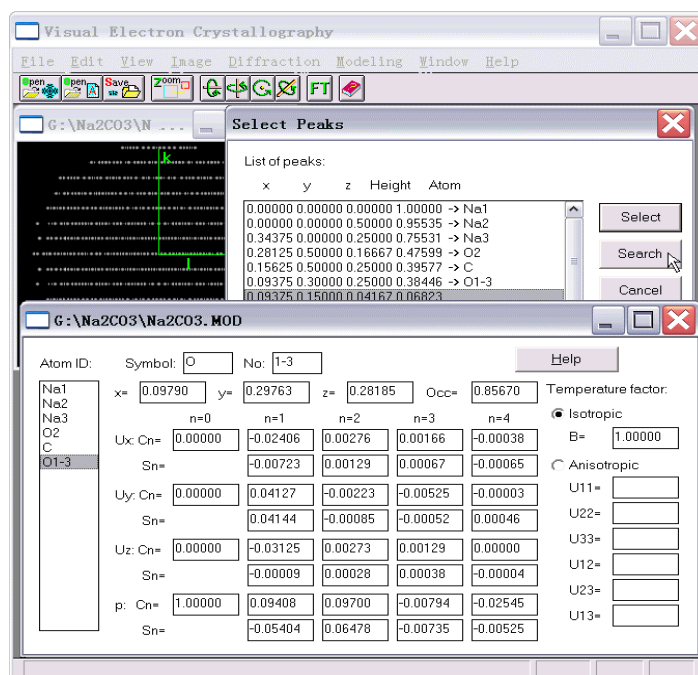 Visual Electron Crystallography
File Edit View Image Diffraction Modeling Window Help
Open Open Save Zoom FT
G:\Na2CO3\N ...
k
l
Select Peaks
List of peaks:
x y z Height Atom
0.00000 0.00000 0.00000 1.00000 -> Na1
0.00000 0.00000 0.50000 0.95535 -> Na2
0.34375 0.00000 0.25000 0.75531 -> Na3
0.28125 0.50000 0.16667 0.47599 -> O2
0.15625 0.50000 0.25000 0.39577 -> C
0.09375 0.30000 0.25000 0.38446 -> O1-3
0.09375 0.15000 0.04167 0.06823
Select
Search
Cancel
G:\Na2CO3\Na2CO3.MOD
Atom ID: Symbol: O No: 1-3 Help
Na1
Na2
Na3
O2
C
O1-3
x= 0.09790 y= 0.29763 z= 0.28185 Occ= 0.85670
n=0 n=1 n=2 n=3 n=4
Ux: Cn= 0.00000 -0.02406 0.00276 0.00166 -0.00038
Sn= -0.00723 0.00129 0.00067 -0.00065
Uy: Cn= 0.00000 0.04127 -0.00223 -0.00525 -0.00003
Sn= 0.04144 -0.00085 -0.00052 0.00046
Uz: Cn= 0.00000 -0.03125 0.00273 0.00129 0.00000
Sn= -0.00009 0.00028 0.00038 -0.00004
p: Cn= 1.00000 0.09408 0.09700 -0.00794 -0.02545
Sn= -0.05404 0.06478 -0.00735 -0.00525
Temperature factor:
Isotropic
B= 1.00000
Anisotropic
U11=
U22=
U33=
U12=
U23=
U13=